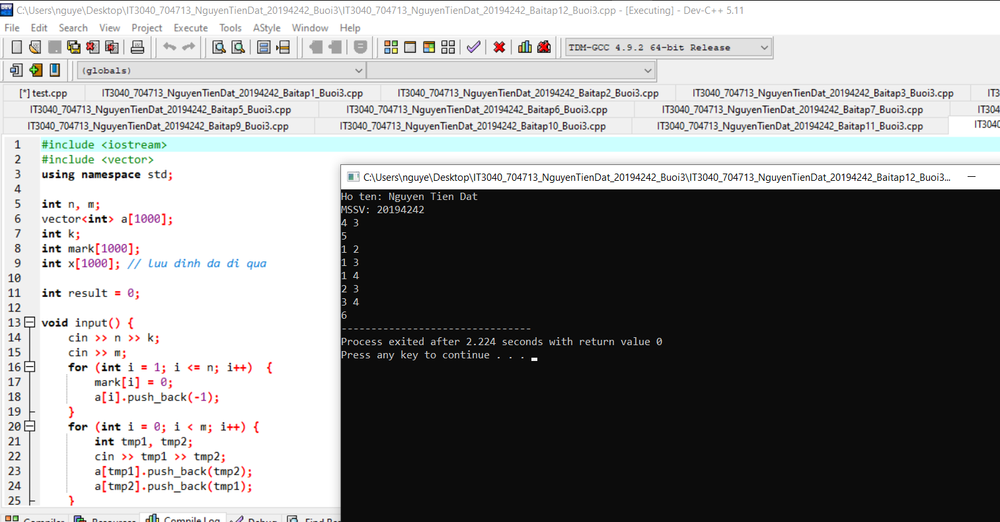 C:\Users\nguye\Desktop\IT3040_704713_NguyenTienDat_20194242_Buoi3\IT3040_704713_NguyenTienDat_20194242_Baitap12_Buoi3.cpp - [Executing] - Dev-C++ 5.11
File Edit Search View Project Execute Tools AStyle Window Help
TDM-GCC 4.9.2 64-bit Release
(globals)
[*] test.cpp IT3040_704713_NguyenTienDat_20194242_Baitap1_Buoi3.cpp IT3040_704713_NguyenTienDat_20194242_Baitap2_Buoi3.cpp IT3040_704713_NguyenTienDat_20194242_Baitap3_Buoi3.cpp IT3
IT3040_704713_NguyenTienDat_20194242_Baitap5_Buoi3.cpp IT3040_704713_NguyenTienDat_20194242_Baitap6_Buoi3.cpp IT3040_704713_NguyenTienDat_20194242_Baitap7_Buoi3.cpp IT304
IT3040_704713_NguyenTienDat_20194242_Baitap9_Buoi3.cpp IT3040_704713_NguyenTienDat_20194242_Baitap10_Buoi3.cpp IT3040_704713_NguyenTienDat_20194242_Baitap11_Buoi3.cpp IT304
1 #include <iostream>
2 #include <vector>
3 using namespace std;
4
5 int n, m;
6 vector<int> a[1000];
7 int k;
8 int mark[1000];
9 int x[1000]; // luu dinh da di qua
10
11 int result = 0;
12
13 void input() {
14 cin >> n >> k;
15 cin >> m;
16 for (int i = 1; i <= n; i++) {
17 mark[i] = 0;
18 a[i].push_back(-1);
19 }
20 for (int i = 0; i < m; i++) {
21 int tmp1, tmp2;
22 cin >> tmp1 >> tmp2;
23 a[tmp1].push_back(tmp2);
24 a[tmp2].push_back(tmp1);
25 }
C:\Users\nguye\Desktop\IT3040_704713_NguyenTienDat_20194242_Buoi3\IT3040_704713_NguyenTienDat_20194242_Baitap12_Buoi3...
Ho ten: Nguyen Tien Dat
MSSV: 20194242
4 3
5
1 2
1 3
1 4
2 3
3 4
6
--------------------------------
Process exited after 2.224 seconds with return value 0
Press any key to continue . . .
Compiler Resources Compile Log Debug Find Re